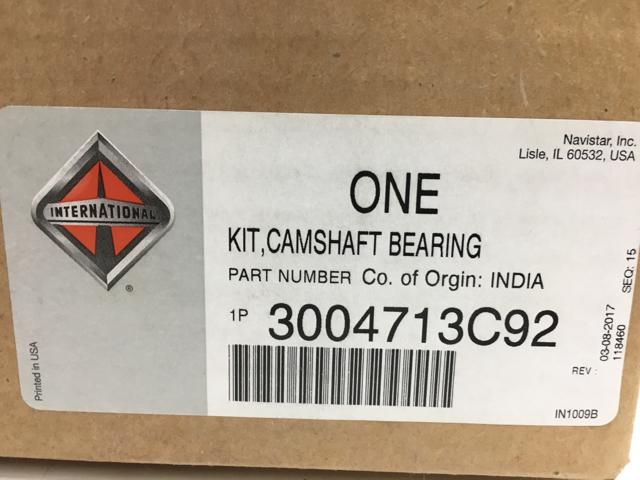 Navistar, Inc.
Lisle, IL 60532, USA
INTERNATIONAL
®
ONE
KIT,CAMSHAFT BEARING
PART NUMBER Co. of Orgin: INDIA
1P 3004713C92
REV :
03-08-2017
118460
SEQ: 15
Printed in USA
IN1009B